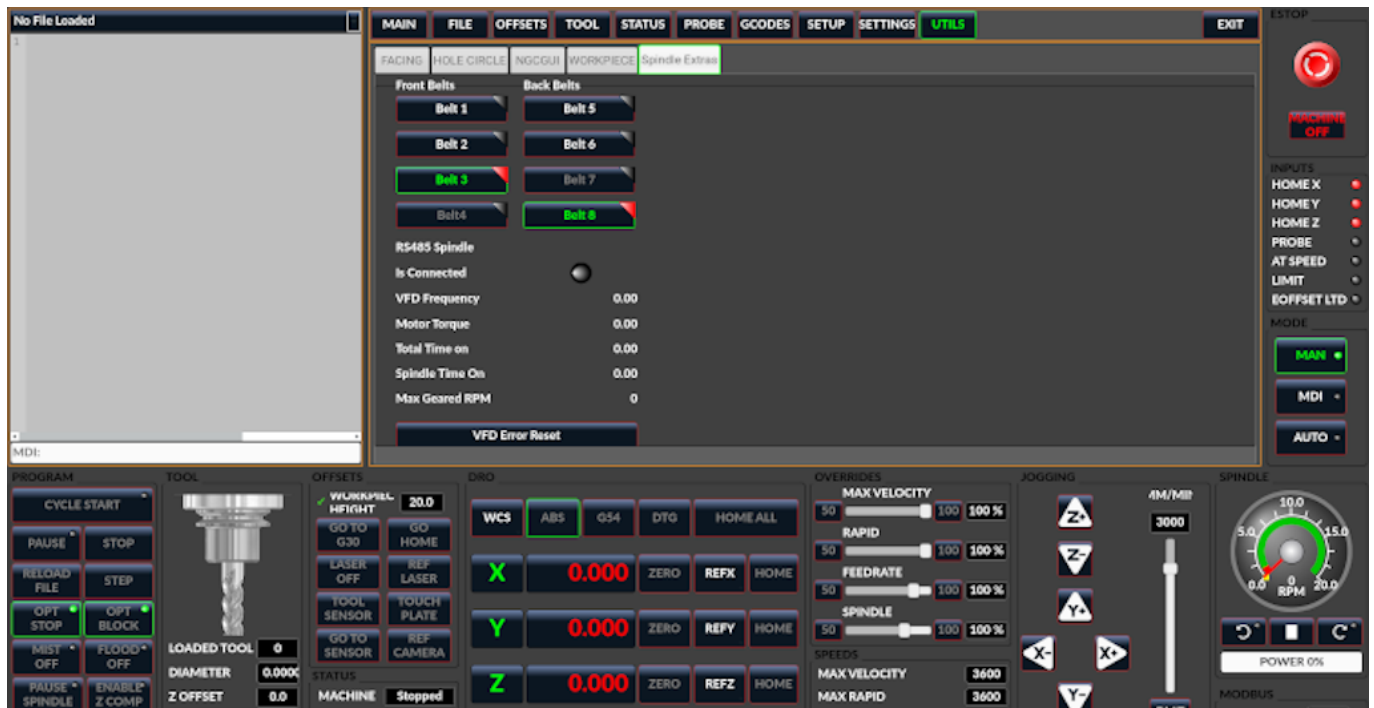 No File Loaded
1
MDI:
MAIN FILE OFFSETS TOOL STATUS PROBE GCODES SETUP SETTINGS UTILS EXIT
FACING HOLE CIRCLE NGCGUI WORKPIECE Spindle Extras
Front Belts Back Belts
Belt 1 Belt 5
Belt 2 Belt 6
Belt 3 Belt 7
Belt4 Belt 8
RS485 Spindle
Is Connected
VFD Frequency 0.00
Motor Torque 0.00
Total Time on 0.00
Spindle Time On 0.00
Max Geared RPM 0
VFD Error Reset
ESTOP
MACHINE
OFF
INPUTS
HOME X
HOME Y
HOME Z
PROBE
AT SPEED
LIMIT
EOFFSET LTD
MODE
MAN
MDI
AUTO
PROGRAM
CYCLE START
PAUSE STOP
RELOAD
FILE
STEP
OPT
STOP
OPT
BLOCK
MIST
OFF
FLOOD
OFF
PAUSE
SPINDLE
ENABLE
Z COMP
TOOL
LOADED TOOL 0
DIAMETER 0.0000
Z OFFSET 0.0
OFFSETS
HEIGHT 20.0
GO TO
G30
GO
HOME
LASER
OFF
REF
LASER
TOOL
SENSOR
TOUCH
PLATE
GO TO
SENSOR
REF
CAMERA
STATUS
MACHINE Stopped
DRO
WCS ABS G54 DTG HOME ALL
X 0.000 ZERO REFX HOME
Y 0.000 ZERO REFY HOME
Z 0.000 ZERO REFZ HOME
OVERRIDES
MAX VELOCITY
50 100 100 %
RAPID
50 100 100 %
FEEDRATE
50 100 100 %
SPINDLE
50 100 100 %
SPEEDS
MAX VELOCITY 3600
MAX RAPID 3600
JOGGING
Z+
Z-
Y+
X- X+
Y-
3000
SPINDLE
10.0
5.0 15.0
0.0 0 20.0
RPM
POWER 0%
MODBUS